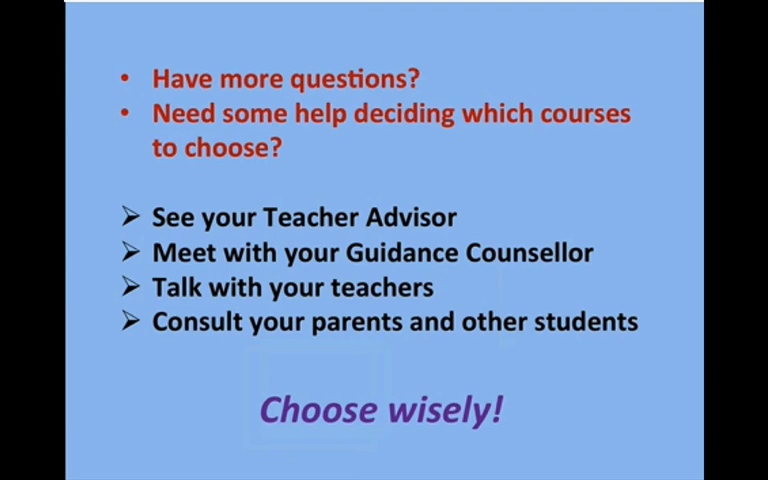 • Have more questions?
• Need some help deciding which courses
to choose?
➢ See your Teacher Advisor
➢ Meet with your Guidance Counsellor
➢ Talk with your teachers
➢ Consult your parents and other students
Choose wisely!